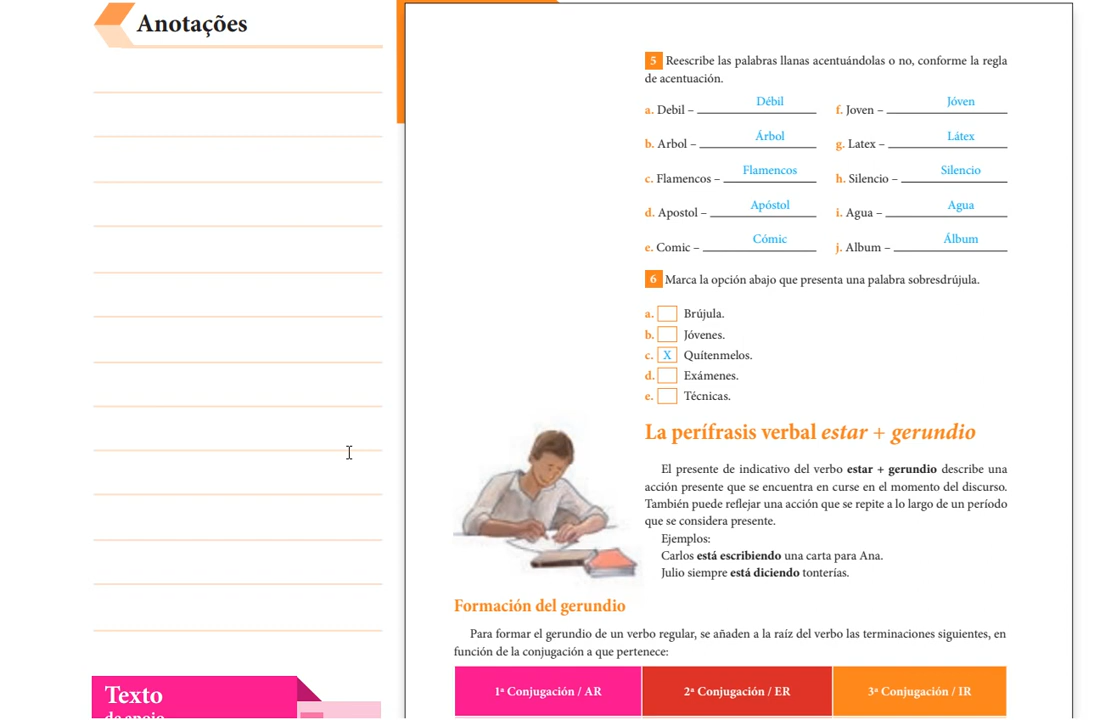 Anotações
5 Reescribe las palabras llanas acentuándolas o no, conforme la regla
de acentuación.
a. Debil – Débil
b. Arbol – Árbol
c. Flamencos – Flamencos
d. Apostol – Apóstol
e. Comic – Cómic
f. Joven – Jóven
g. Latex – Látex
h. Silencio – Silencio
i. Agua – Agua
j. Album – Álbum
6 Marca la opción abajo que presenta una palabra sobresdrújula.
a. Brújula.
b. Jóvenes.
c. X Quítenmelos.
d. Exámenes.
e. Técnicas.
La perífrasis verbal estar + gerundio
El presente de indicativo del verbo estar + gerundio describe una
acción presente que se encuentra en curse en el momento del discurso.
También puede reflejar una acción que se repite a lo largo de un período
que se considera presente.
Ejemplos:
Carlos está escribiendo una carta para Ana.
Julio siempre está diciendo tonterías.
Formación del gerundio
Para formar el gerundio de un verbo regular, se añaden a la raíz del verbo las terminaciones siguientes, en
función de la conjugación a que pertenece:
1ª Conjugación / AR
2ª Conjugación / ER
3ª Conjugación / IR
Texto
de apoio